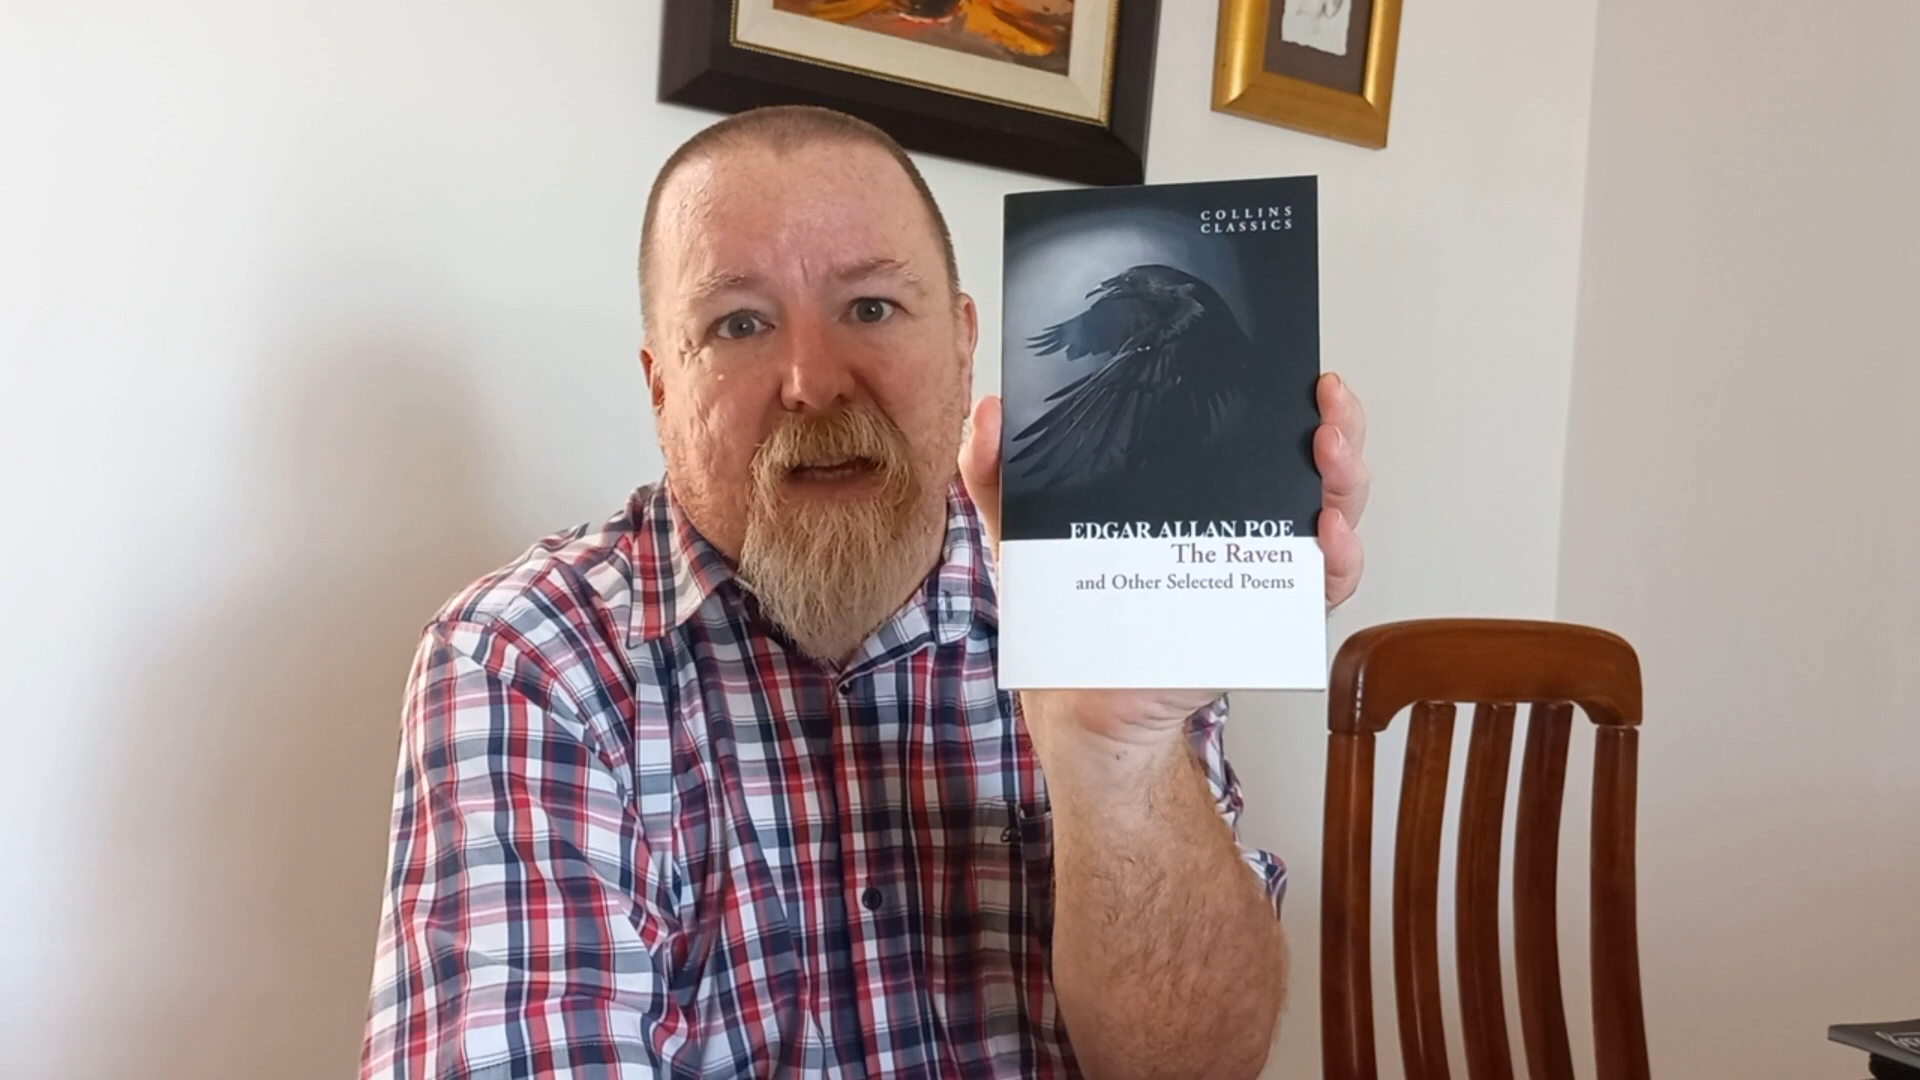 COLLINS
CLASSICS
EDGAR ALLAN POE
The Raven
and Other Selected Poems